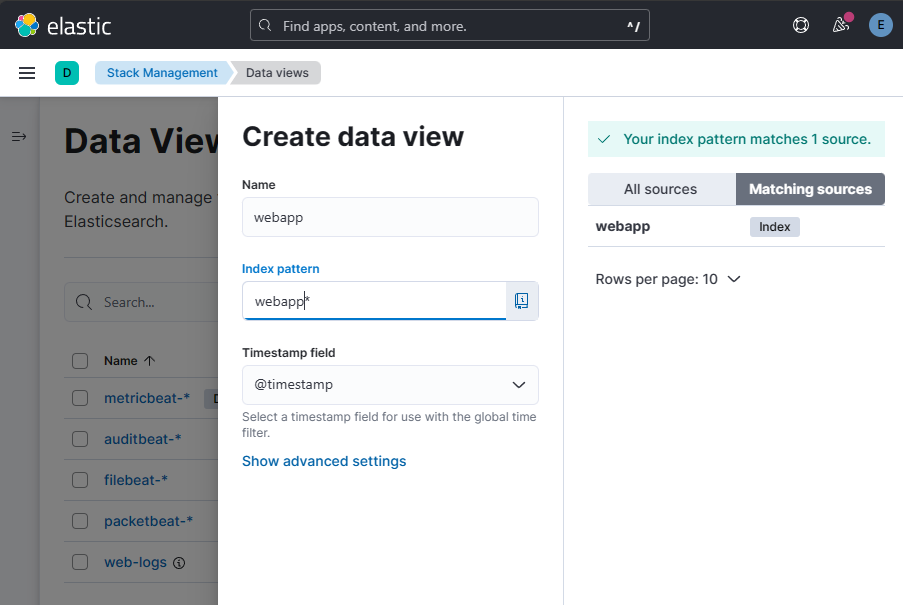 elastic
Find apps, content, and more.
^/
E
D
Stack Management
Data views
Data View
Create and manage
Elasticsearch.
Search...
Name ↑
metricbeat-*
D
auditbeat-*
filebeat-*
packetbeat-*
web-logs
Create data view
Name
webapp
Index pattern
webapp*
Timestamp field
@timestamp
Select a timestamp field for use with the global time
filter.
Show advanced settings
Your index pattern matches 1 source.
All sources
Matching sources
webapp
Index
Rows per page: 10